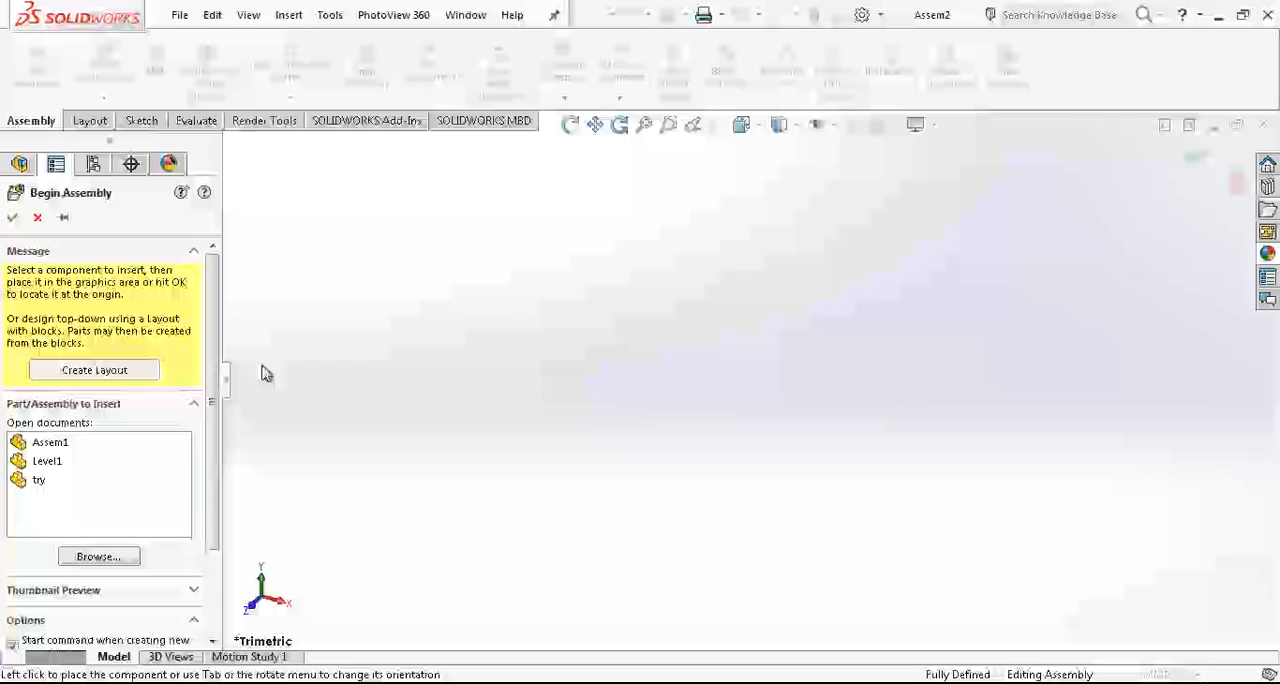 SOLIDWORKS File Edit View Insert Tools PhotoView 360 Window Help Assem2 Search Knowledge Base ?
Assembly Layout Sketch Evaluate Render Tools SOLIDWORKS Add-Ins SOLIDWORKS MBD
Begin Assembly
Message
Select a component to insert, then
place it in the graphics area or hit OK
to locate it at the origin.
Or design top-down using a Layout
with blocks. Parts may then be created
from the blocks.
Create Layout
Part/Assembly to Insert
Open documents:
Assem1
Level1
try
Browse...
Thumbnail Preview
Options
Start command when creating new
Y
X
Z
*Trimetric
Model 3D Views Motion Study 1
Left click to place the component or use Tab or the rotate menu to change its orientation Fully Defined Editing Assembly